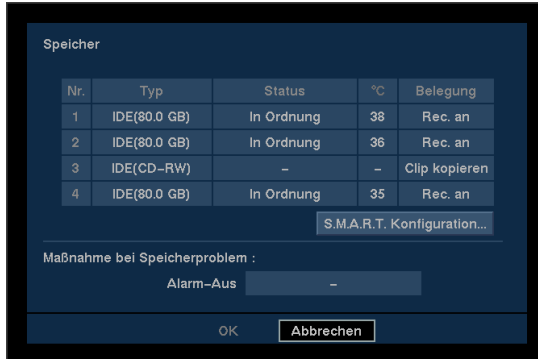 Speicher
Nr. Typ Status °C Belegung
1 IDE(80.0 GB) In Ordnung 38 Rec. an
2 IDE(80.0 GB) In Ordnung 36 Rec. an
3 IDE(CD-RW) – – Clip kopieren
4 IDE(80.0 GB) In Ordnung 35 Rec. an
S.M.A.R.T. Konfiguration...
Maßnahme bei Speicherproblem :
Alarm-Aus –
OK Abbrechen